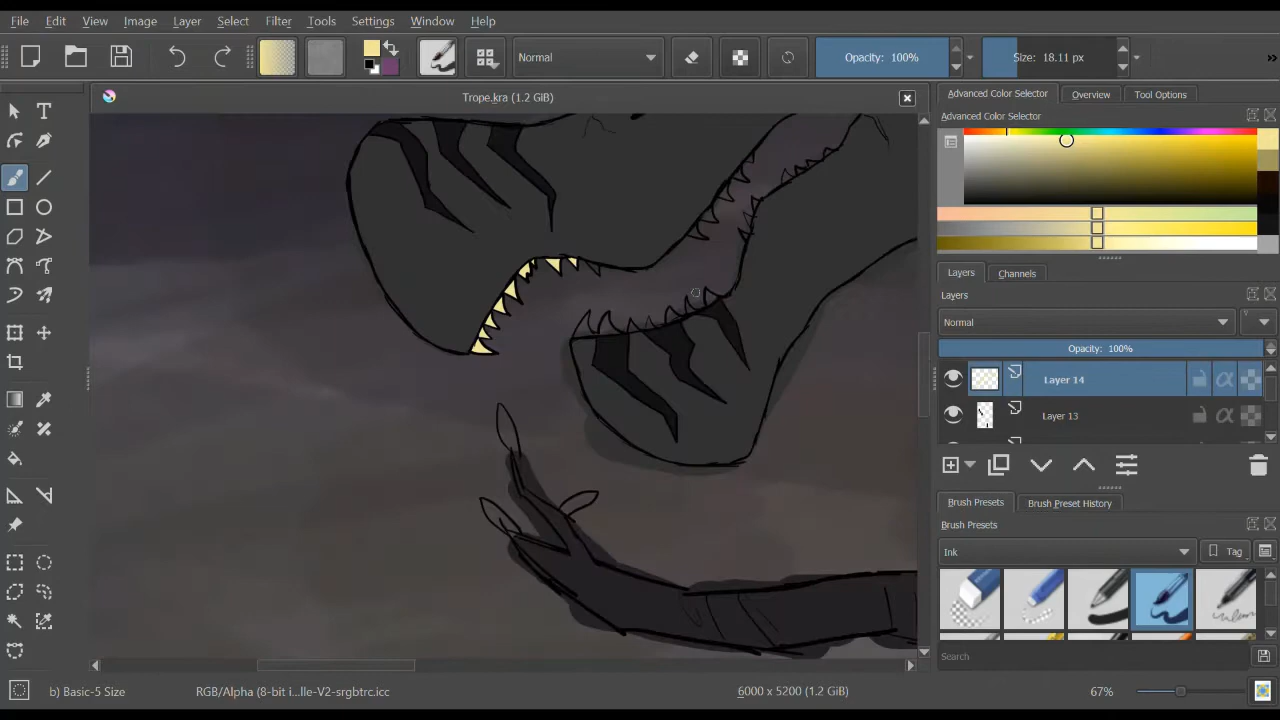 File Edit View Image Layer Select Filter Tools Settings Window Help
Normal Opacity: 100% Size: 18.11 px »
Trope.kra (1.2 GiB)
Advanced Color Selector Overview Tool Options
Advanced Color Selector
Layers Channels
Layers
Normal
Opacity: 100%
Layer 14
Layer 13
Brush Presets Brush Preset History
Brush Presets
Ink Tag
Search
b) Basic-5 Size RGB/Alpha (8-bit i...lle-V2-srgbtrc.icc 6000 x 5200 (1.2 GiB) 67%